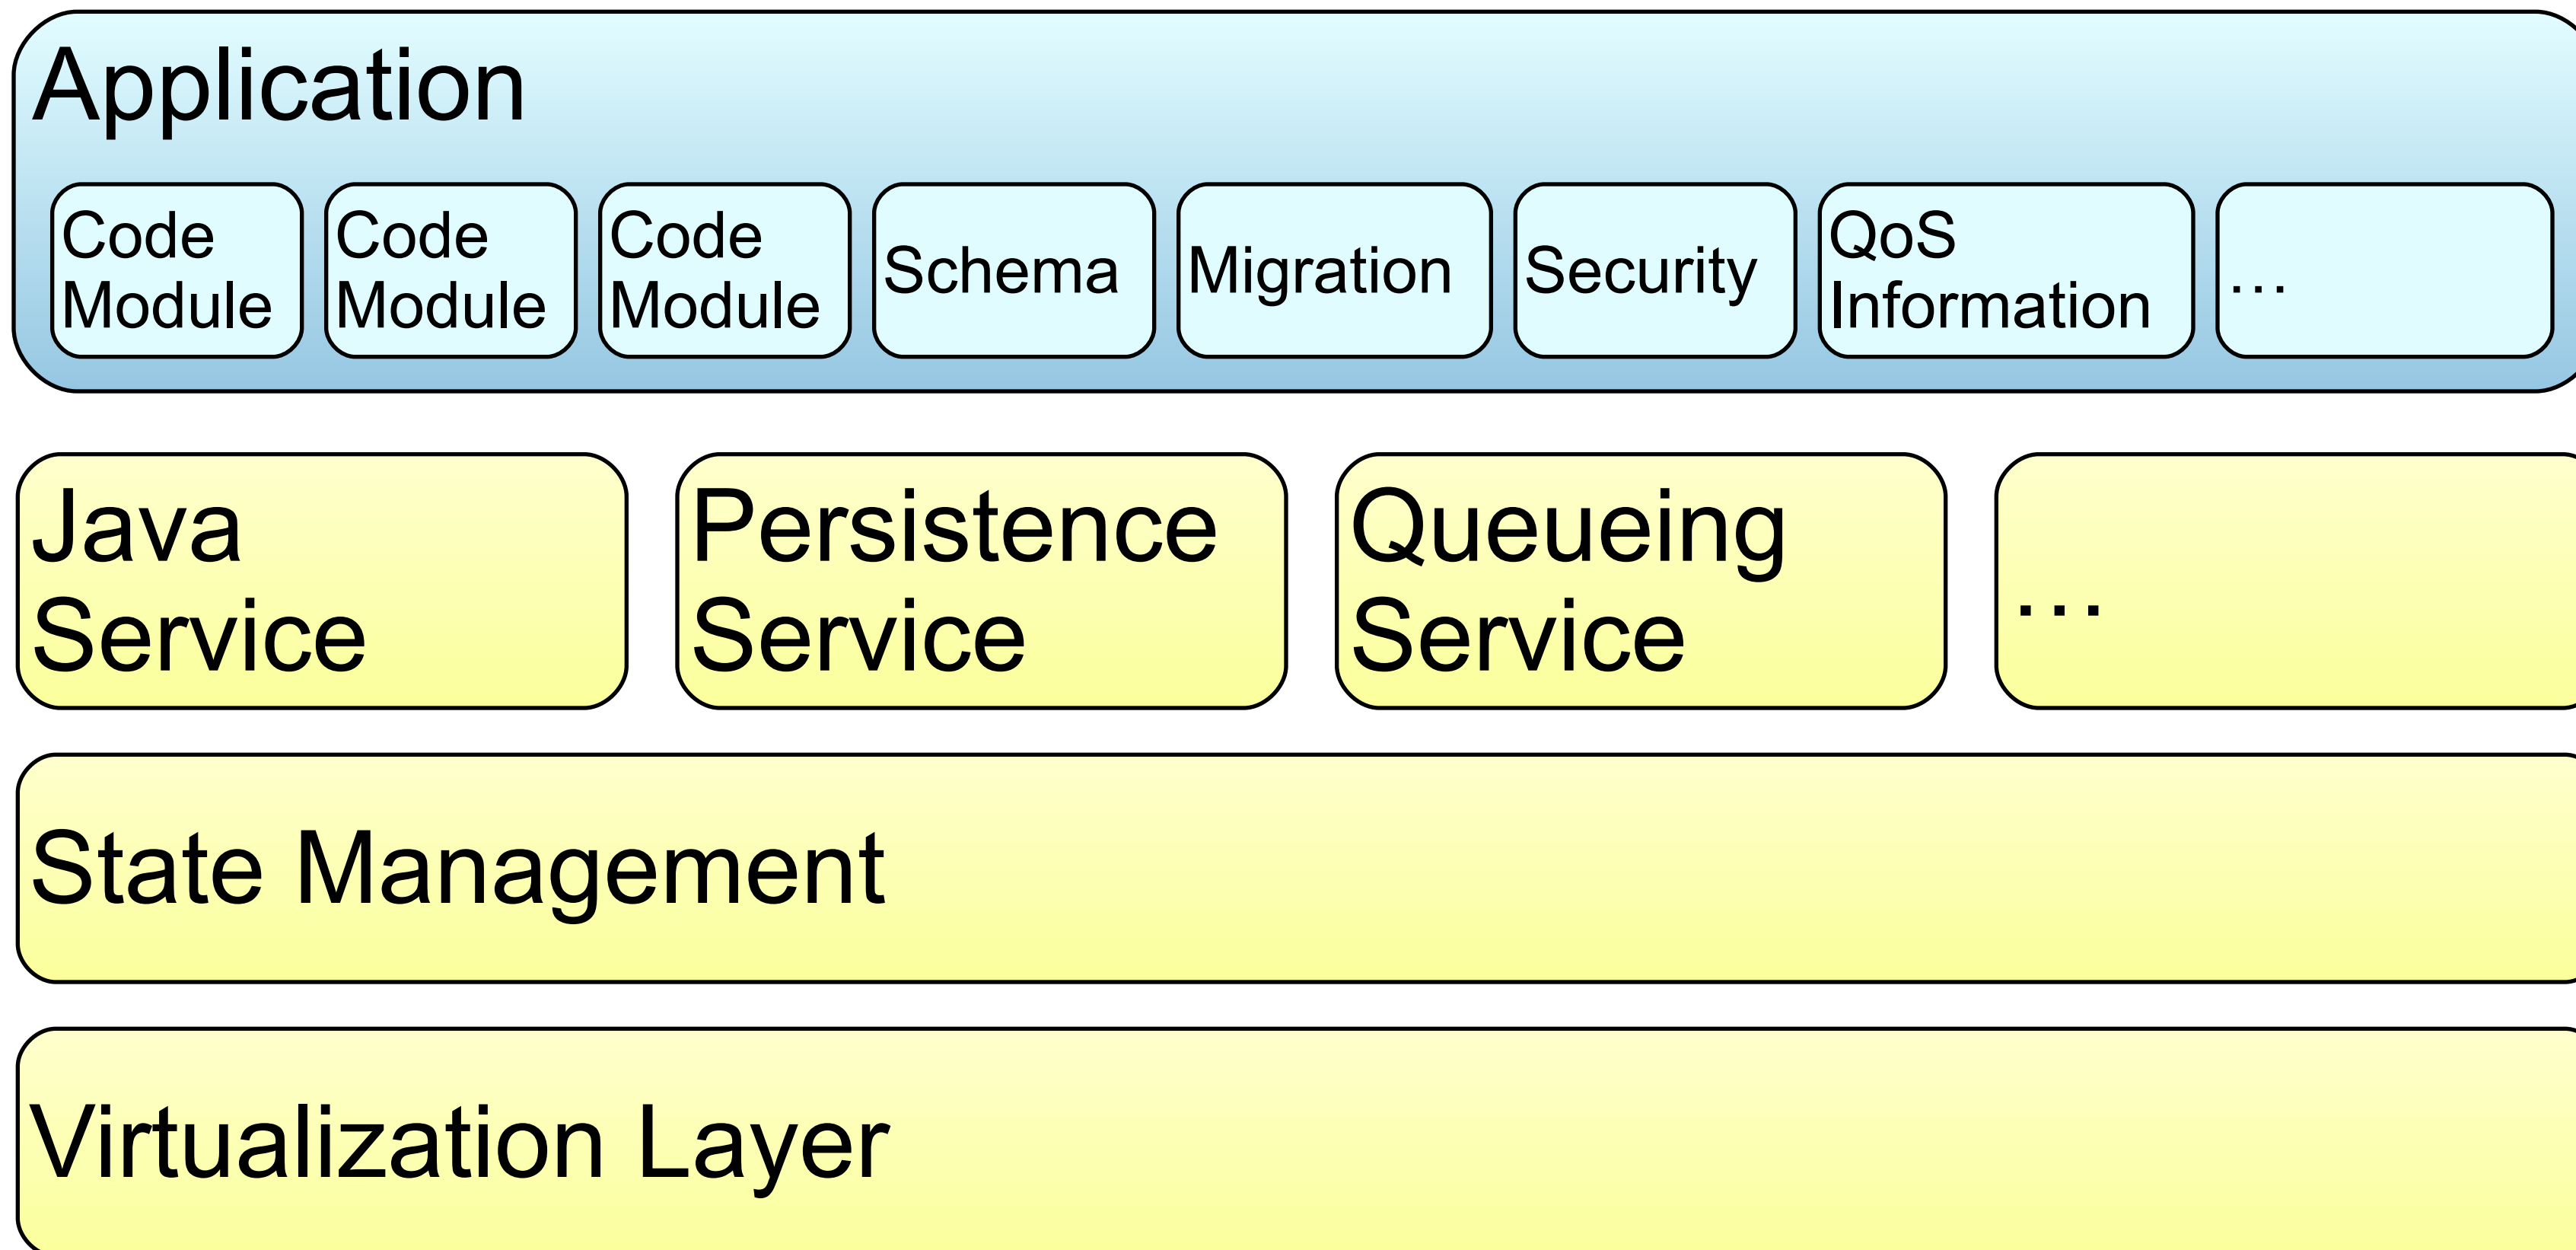 Application
Code
Module
Code
Module
Code
Module
Schema
Migration
Security
QoS
Information
...
Java
Service
Persistence
Service
Queueing
Service
...
State Management
Virtualization Layer